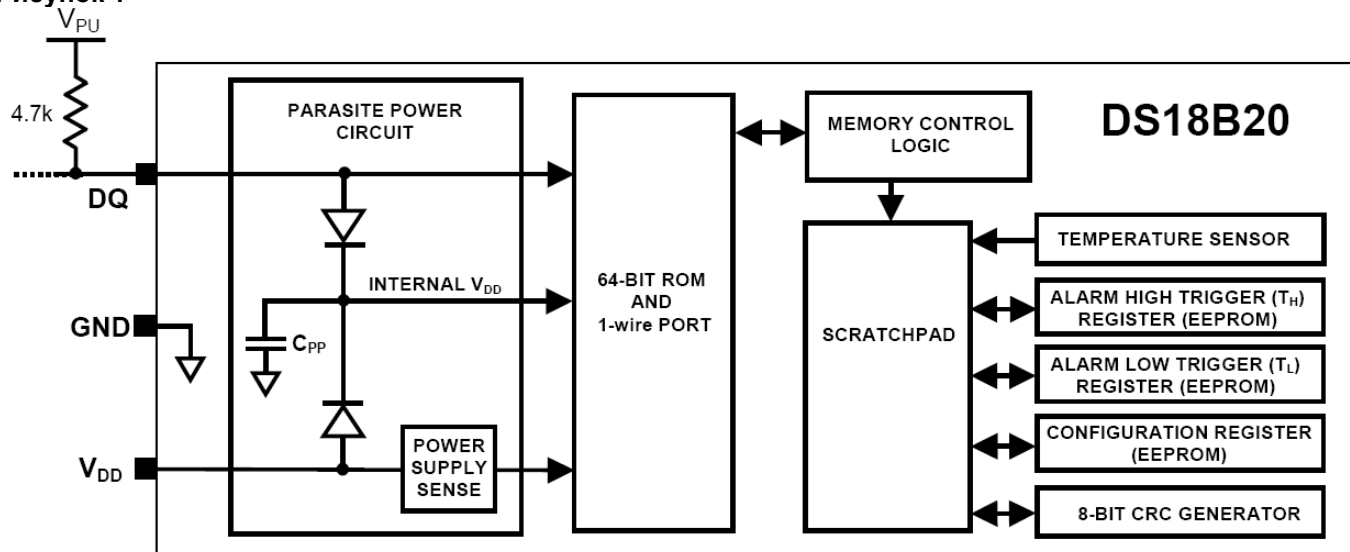 Рисунок 1
V_PU
4.7k
DQ
GND
V_DD
PARASITE POWER
CIRCUIT
INTERNAL V_DD
C_PP
POWER
SUPPLY
SENSE
64-BIT ROM
AND
1-wire PORT
MEMORY CONTROL
LOGIC
DS18B20
SCRATCHPAD
TEMPERATURE SENSOR
ALARM HIGH TRIGGER (T_H)
REGISTER (EEPROM)
ALARM LOW TRIGGER (T_L)
REGISTER (EEPROM)
CONFIGURATION REGISTER
(EEPROM)
8-BIT CRC GENERATOR